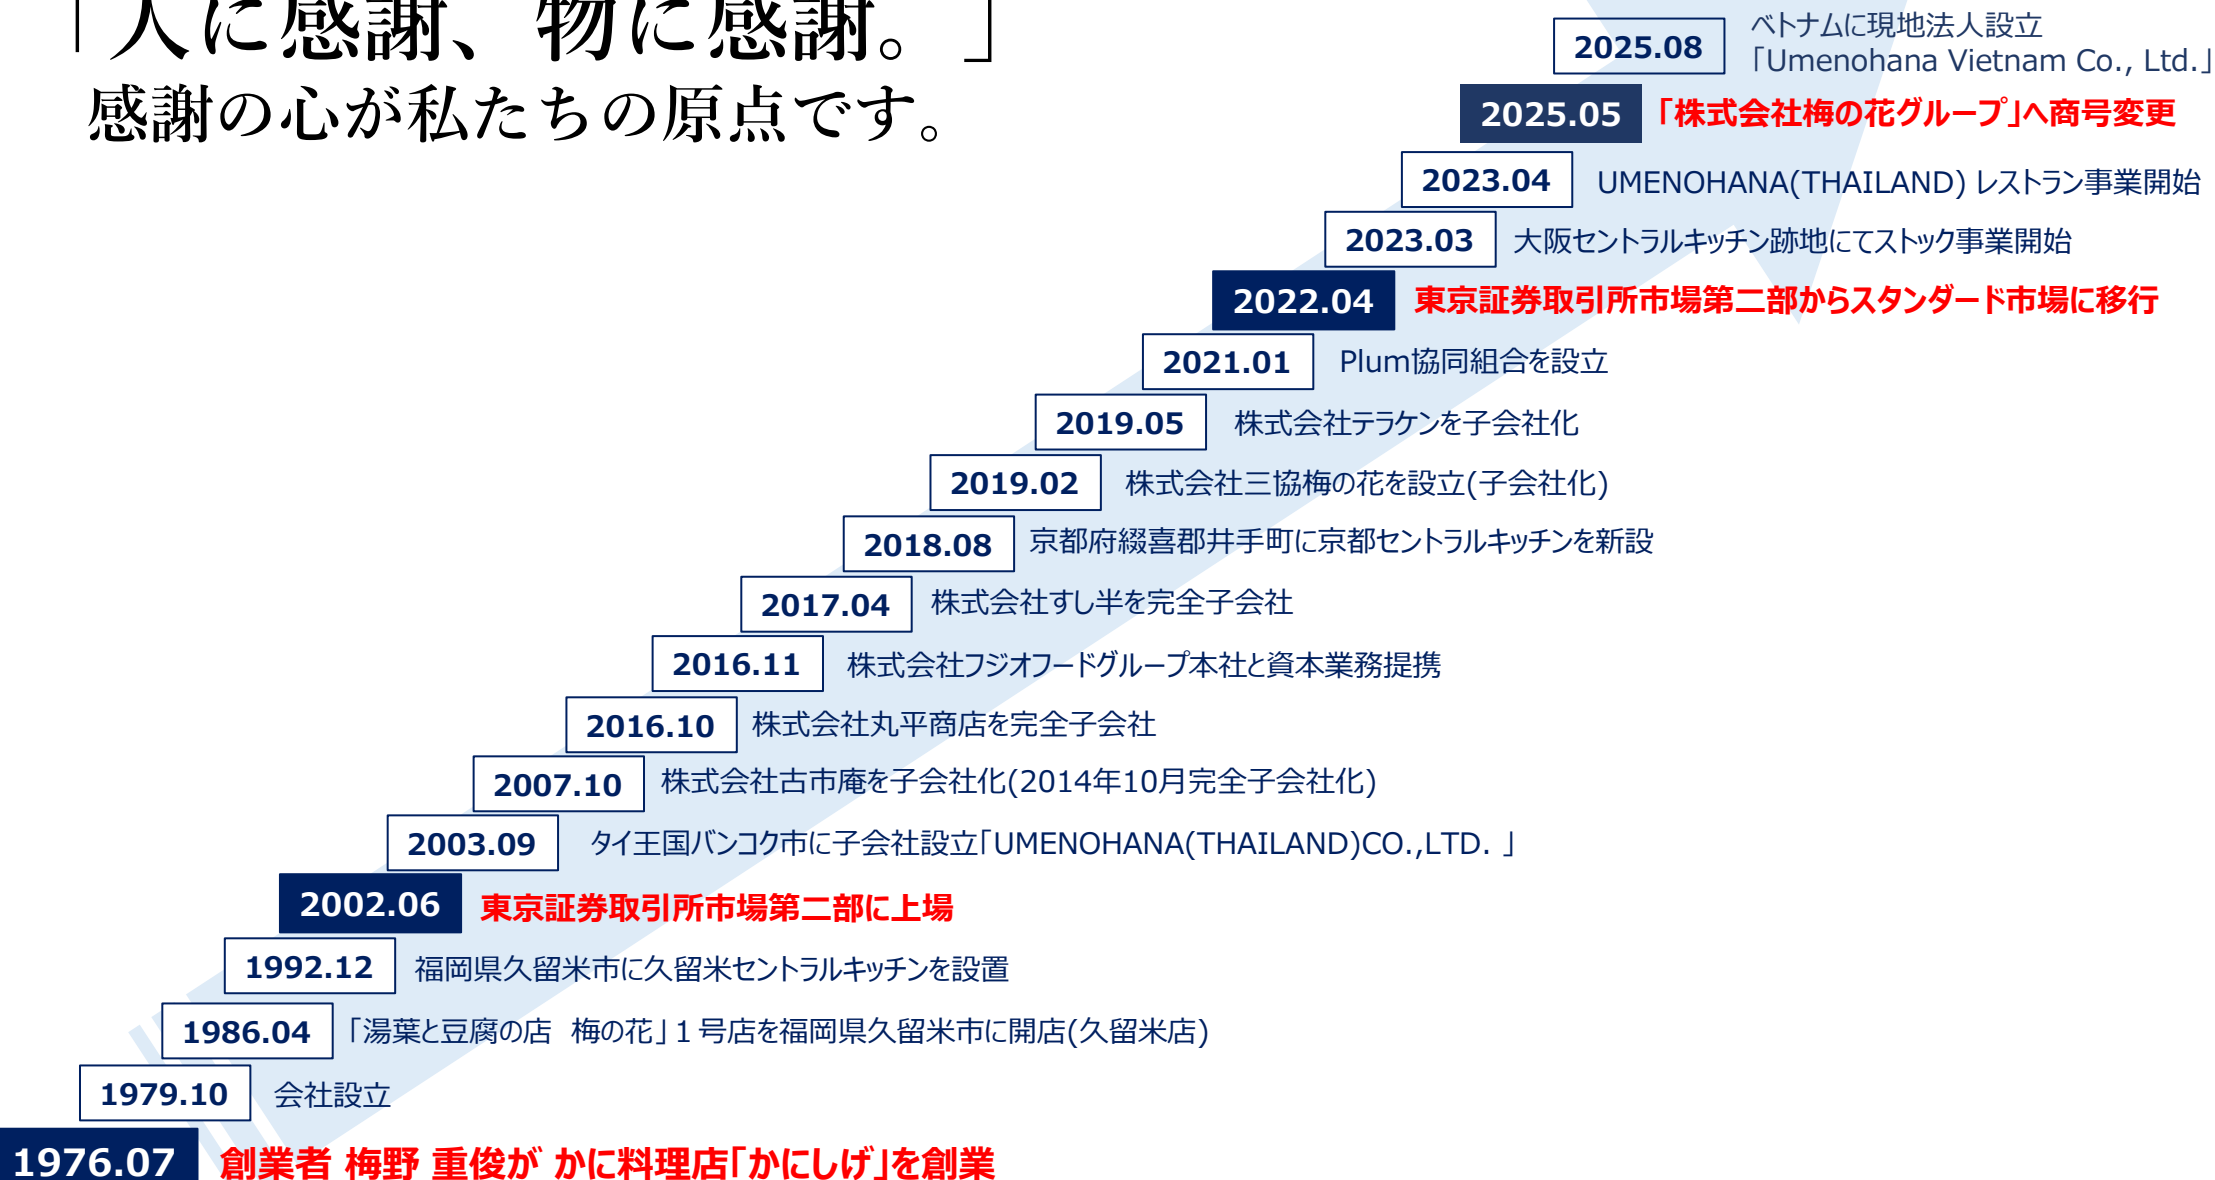 「人に感謝、物に感謝。」
感謝の心が私たちの原点です。
2025.08 ベトナムに現地法人設立
「Umenohana Vietnam Co., Ltd.」
2025.05 「株式会社梅の花グループ」へ商号変更
2023.04 UMENOHANA(THAILAND) レストラン事業開始
2023.03 大阪セントラルキッチン跡地にてストック事業開始
2022.04 東京証券取引所市場第二部からスタンダード市場に移行
2021.01 Plum協同組合を設立
2019.05 株式会社テラケンを子会社化
2019.02 株式会社三協梅の花を設立(子会社化)
2018.08 京都府綴喜郡井手町に京都セントラルキッチンを新設
2017.04 株式会社すし半を完全子会社
2016.11 株式会社フジオフードグループ本社と資本業務提携
2016.10 株式会社丸平商店を完全子会社
2007.10 株式会社古市庵を子会社化(2014年10月完全子会社化)
2003.09 タイ王国バンコク市に子会社設立「UMENOHANA(THAILAND)CO.,LTD. 」
2002.06 東京証券取引所市場第二部に上場
1992.12 福岡県久留米市に久留米セントラルキッチンを設置
1986.04 「湯葉と豆腐の店　梅の花」１号店を福岡県久留米市に開店(久留米店)
1979.10 会社設立
1976.07 創業者 梅野 重俊が かに料理店「かにしげ」を創業